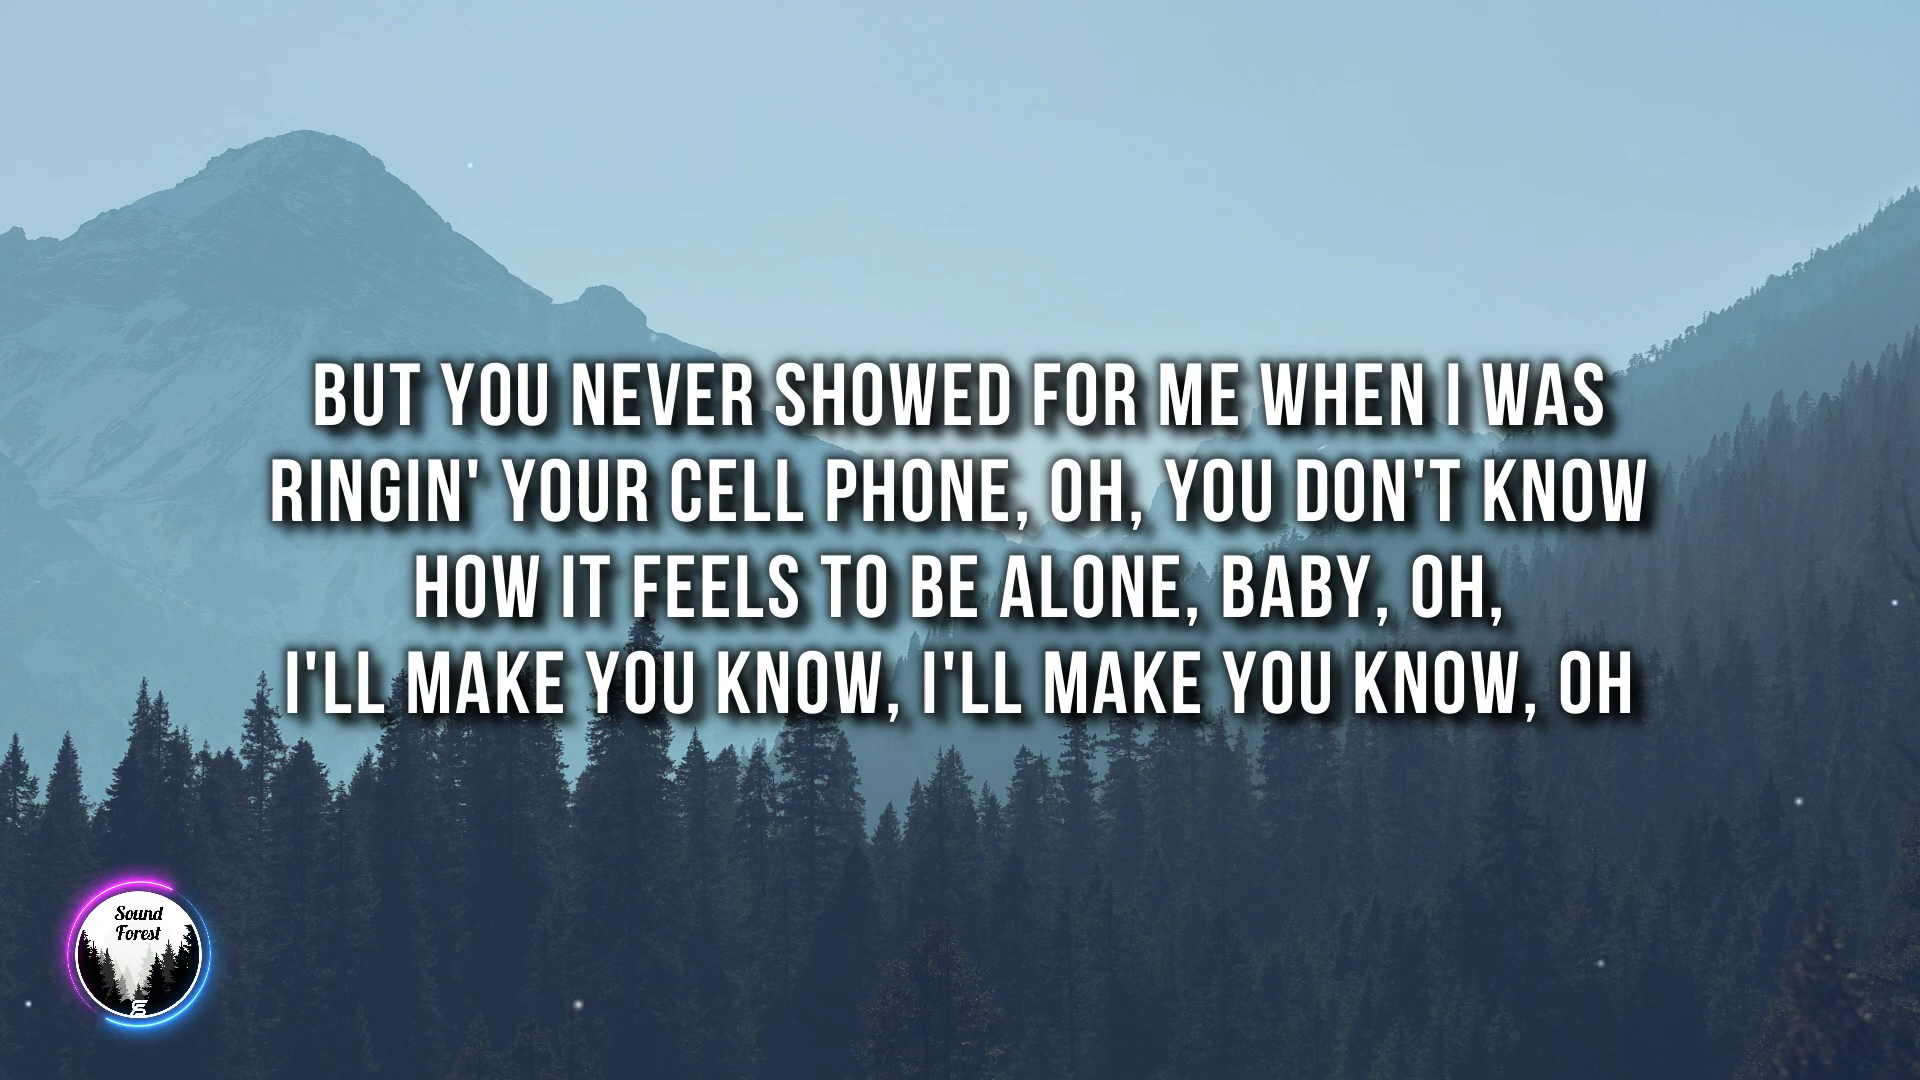 BUT YOU NEVER SHOWED FOR ME WHEN I WAS
RINGIN' YOUR CELL PHONE, OH, YOU DON'T KNOW
HOW IT FEELS TO BE ALONE, BABY, OH,
I'LL MAKE YOU KNOW, I'LL MAKE YOU KNOW, OH
Sound
Forest